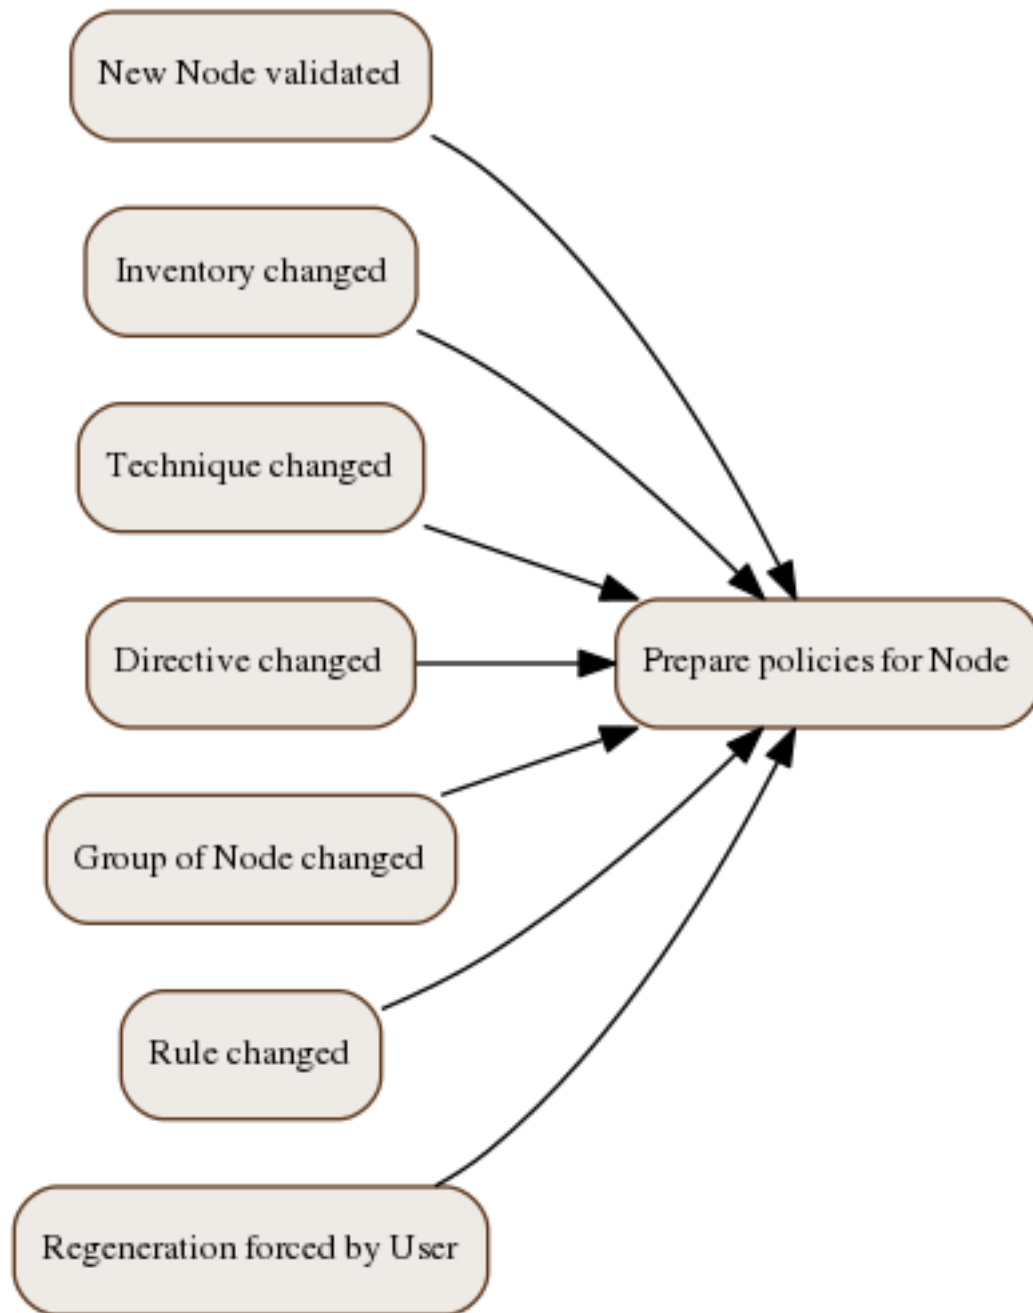 New Node validated
Inventory changed
Technique changed
Directive changed
Prepare policies for Node
Group of Node changed
Rule changed
Regeneration forced by User